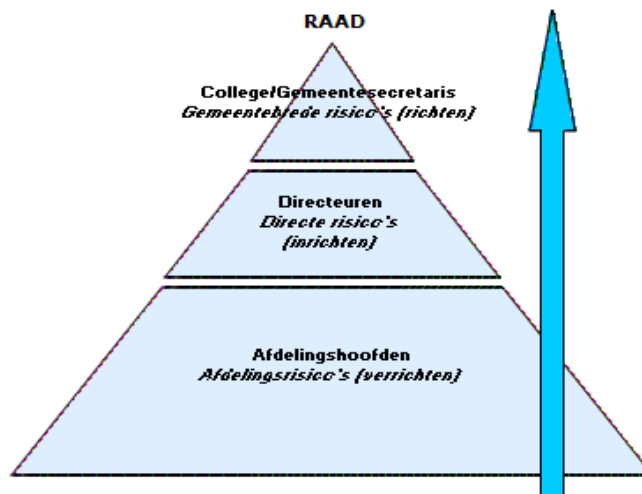 RAAD
College/Gemeentesecretaris
Gemeentebrede risico's (richten)
Directeuren
Directe risico's
(inrichten)
Afdelingshoofden
Afdelingsrisico's (verrichten)